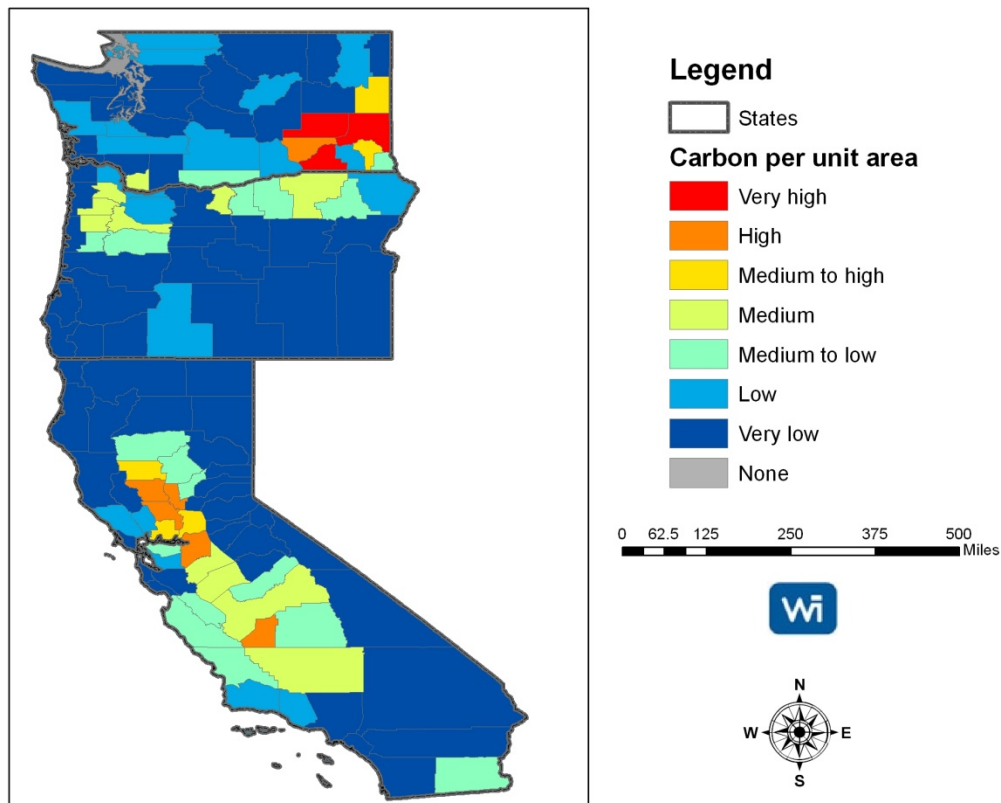 Legend
States
Carbon per unit area
Very high
High
Medium to high
Medium
Medium to low
Low
Very low
None
0 62.5 125 250 375 500
Miles
Wi
N
W E
S